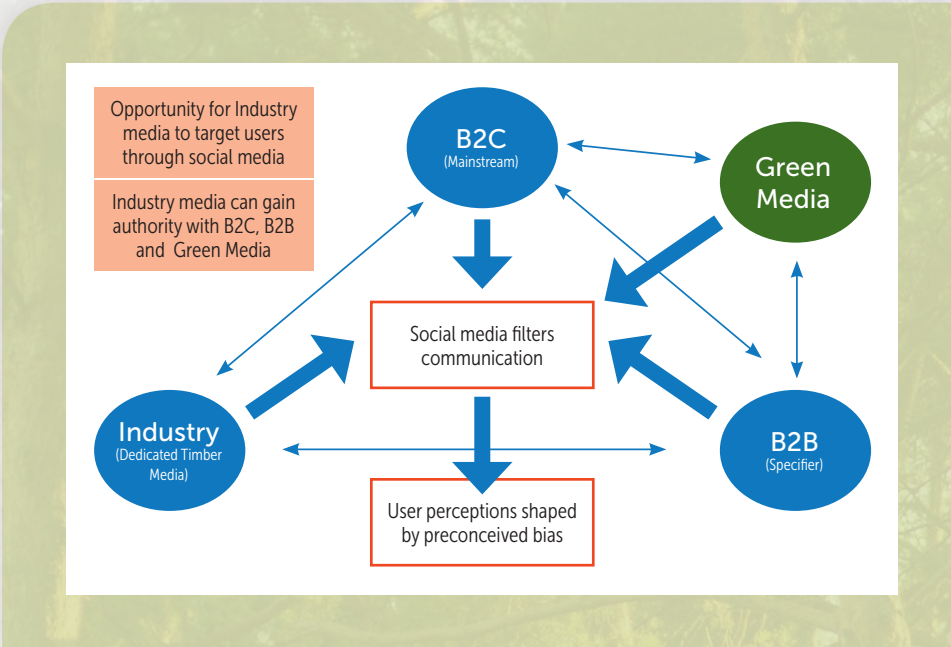 Opportunity for Industry
media to target users
through social media
Industry media can gain
authority with B2C, B2B
and Green Media
B2C
(Mainstream)
Green
Media
Social media filters
communication
Industry
(Dedicated Timber
Media)
B2B
(Specifier)
User perceptions shaped
by preconceived bias